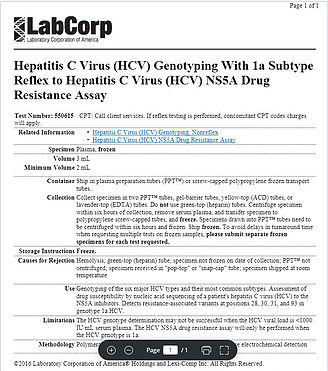 Page 1 of 1
LabCorp
Laboratory Corporation of America
Hepatitis C Virus (HCV) Genotyping With 1a Subtype
Reflex to Hepatitis C Virus (HCV) NS5A Drug
Resistance Assay
Test Number: 550615 CPT: Call client services. If reflex testing is performed, concomitant CPT codes charges
will apply.
Related Information • Hepatitis C Virus (HCV) Genotyping, Nonreflex
• Hepatitis C Virus (HCV) NS5A Drug Resistance Assay
Specimen Plasma, frozen
Volume 3 mL
Minimum Volume 2 mL
Container Ship in plasma preparation tubes (PPT™) or screw-capped polypropylene frozen transport
tubes.
Collection Collect specimen in two PPT™ tubes, gel-barrier tubes, yellow-top (ACD) tubes, or
lavender-top (EDTA) tubes. Do not use green-top (heparin) tubes. Centrifuge specimen
within six hours of collection, remove serum plasma, and transfer specimen to
polypropylene screw-capped tubes, and freeze. Specimens drawn into PPT™ tubes need
to be centrifuged within six hours and frozen. Ship frozen. To avoid delays in turnaround time
when requesting multiple tests on frozen samples, please submit separate frozen
specimens for each test requested.
Storage Instructions Freeze.
Causes for Rejection Hemolysis; green-top (heparin) tube; specimen not frozen on date of collection; PPT™ not
centrifuged; specimen received in "pop-top" or "snap-cap" tube; specimen shipped at room
temperature
Use Genotyping of the six major HCV types and their most common subtypes. Assessment of
drug susceptibility by nucleic acid sequencing of a patient's hepatitis C virus (HCV) to the
NS5A inhibitors. Detects resistance-associated variants at positions 28, 30, 31, and 93 in
genotype 1a HCV.
Limitations The HCV genotype determination may not be successful when the HCV viral load is <1000
IU/mL serum plasma. The HCV NS5A drug resistance assay will only be performed when
the HCV genotype is 1a.
Methodology Polymer Page 1 / 1 e electrochemical detection
©2016 Laboratory Corporation of America® Holdings and Lexi-Comp Inc. All Rights Reserved.